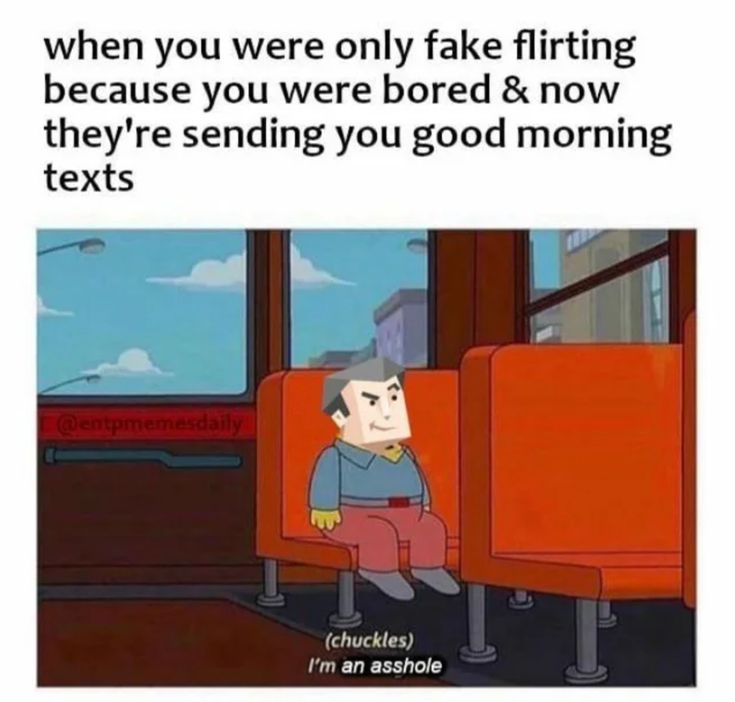 when you were only fake flirting
because you were bored & now
they're sending you good morning
texts
@entpmemesdaily
(chuckles)
I'm an asshole